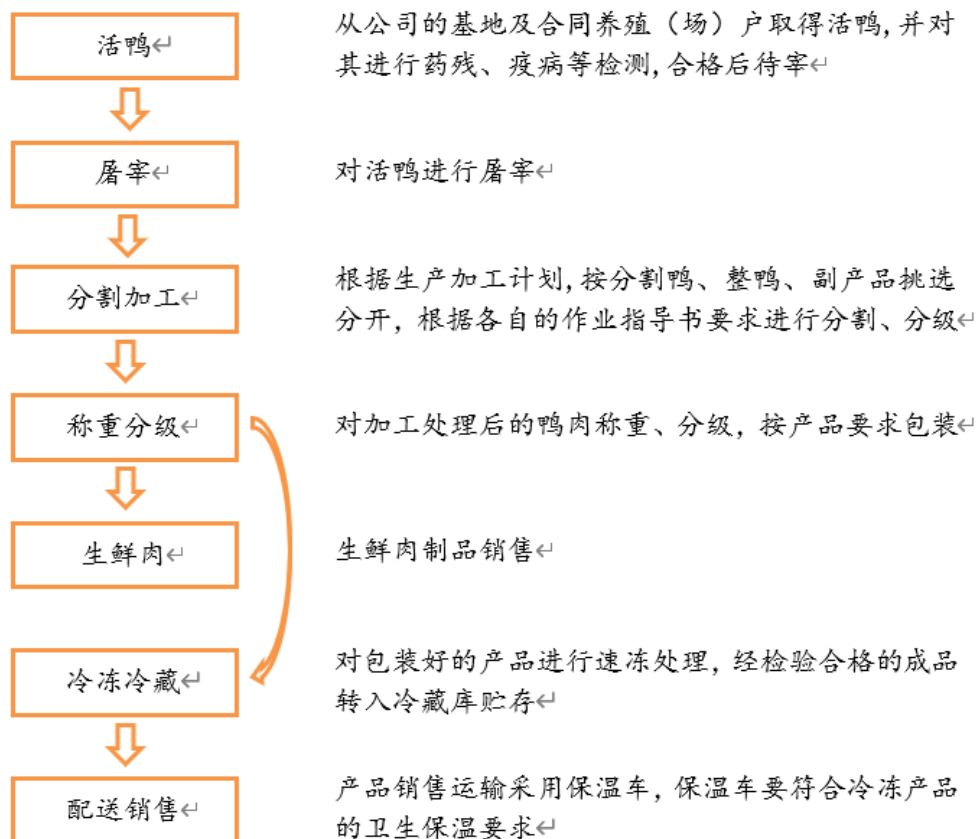 活鸭
从公司的基地及合同养殖（场）户取得活鸭,并对
其进行药残、疫病等检测,合格后待宰
屠宰
对活鸭进行屠宰
分割加工
根据生产加工计划,按分割鸭、整鸭、副产品挑选
分开，根据各自的作业指导书要求进行分割、分级
称重分级
对加工处理后的鸭肉称重、分级，按产品要求包装
生鲜肉
生鲜肉制品销售
冷冻冷藏
对包装好的产品进行速冻处理，经检验合格的成品
转入冷藏库贮存
配送销售
产品销售运输采用保温车，保温车要符合冷冻产品
的卫生保温要求